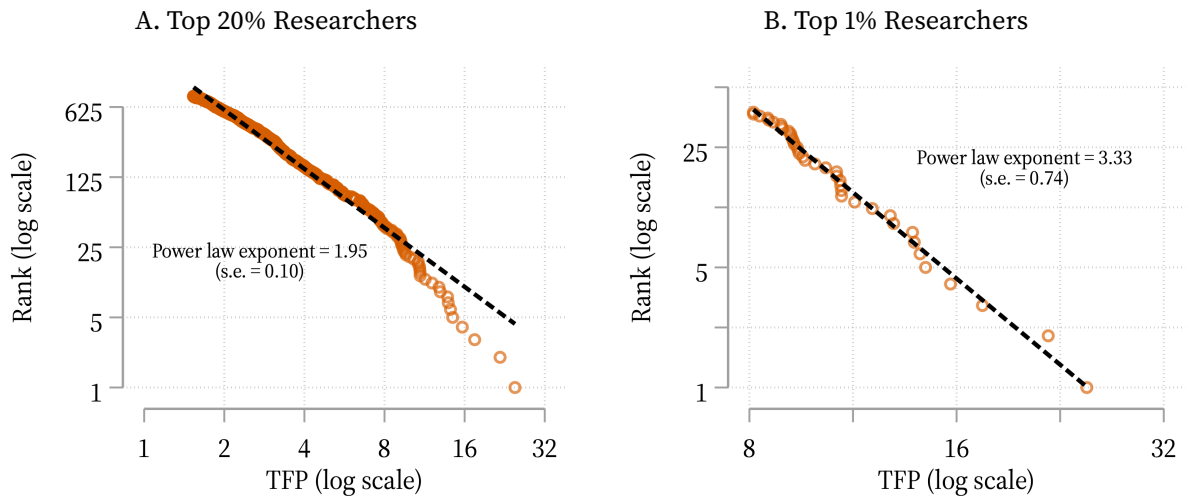 A. Top 20% Researchers
Rank (log scale)
625
125
25
5
1
Power law exponent = 1.95
(s.e. = 0.10)
1 2 4 8 16 32
TFP (log scale)
B. Top 1% Researchers
Rank (log scale)
25
5
1
Power law exponent = 3.33
(s.e. = 0.74)
8 16 32
TFP (log scale)